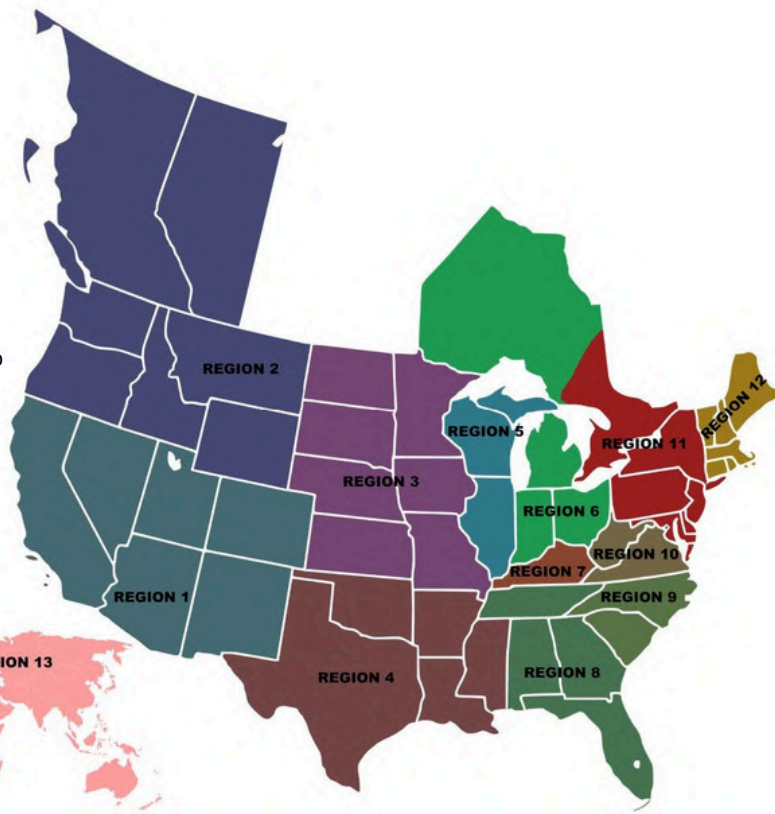 REGION 2
REGION 12
REGION 5
REGION 11
REGION 3
REGION 6
REGION 10
REGION 7
REGION 1
REGION 9
ION 13
REGION 8
REGION 4